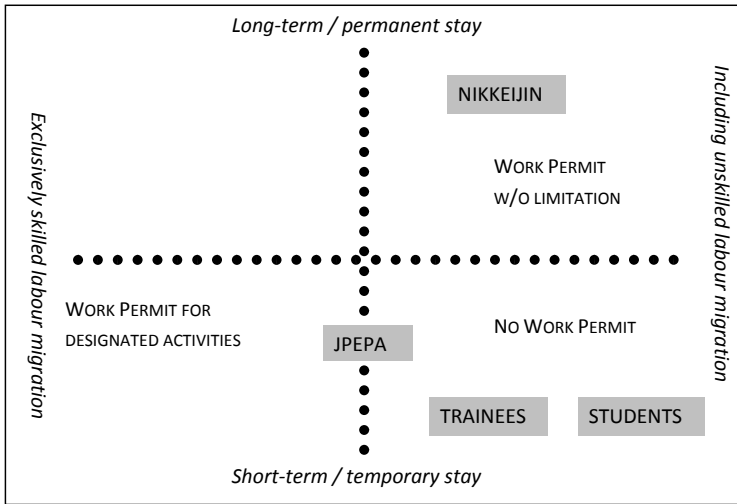 Long-term / permanent stay
Exclusively skilled labour migration
Including unskilled labour migration
NIKKEIJIN
WORK PERMIT
W/O LIMITATION
WORK PERMIT FOR
DESIGNATED ACTIVITIES
NO WORK PERMIT
JPEPA
TRAINEES
STUDENTS
Short-term / temporary stay